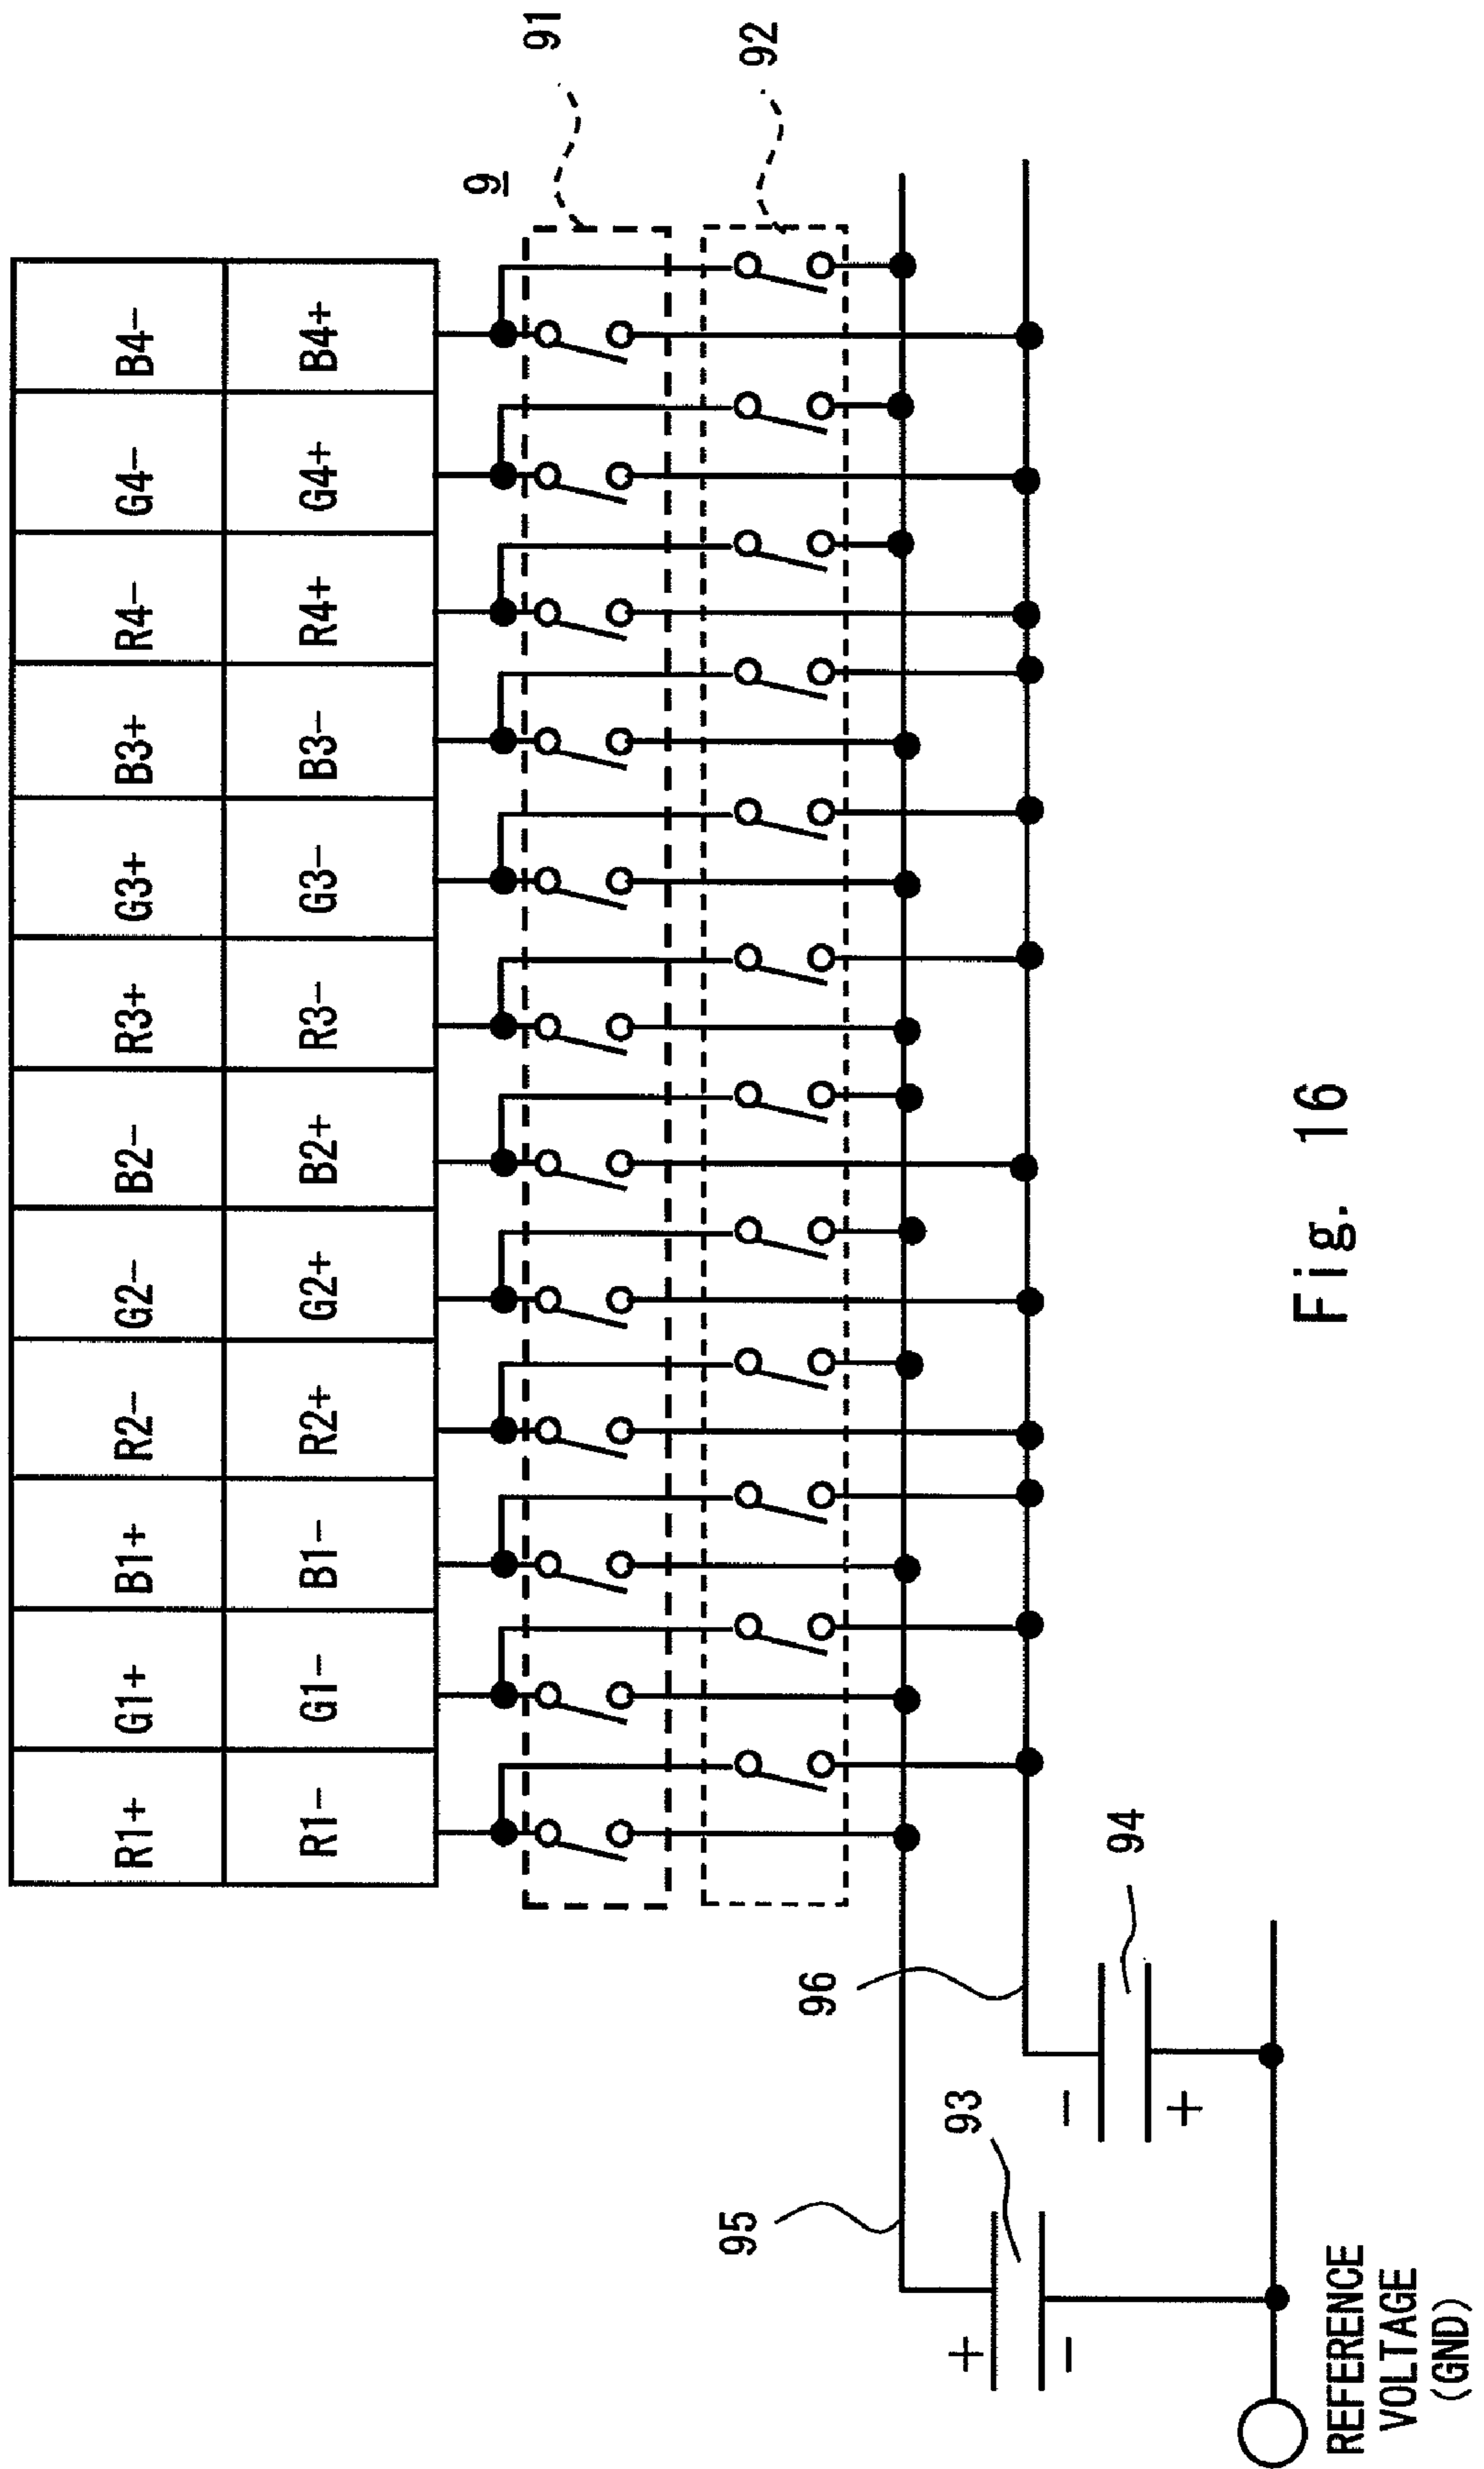 R1+ G1+ B1+ R2− G2− B2− R3+ G3+ B3+ R4− G4− B4−
R1− G1− B1− R2+ G2+ B2+ R3− G3− B3− R4+ G4+ B4+
9
91
92
95
96
+
93
−
−
94
+
REFERENCE
VOLTAGE
(GND)
Fig. 16